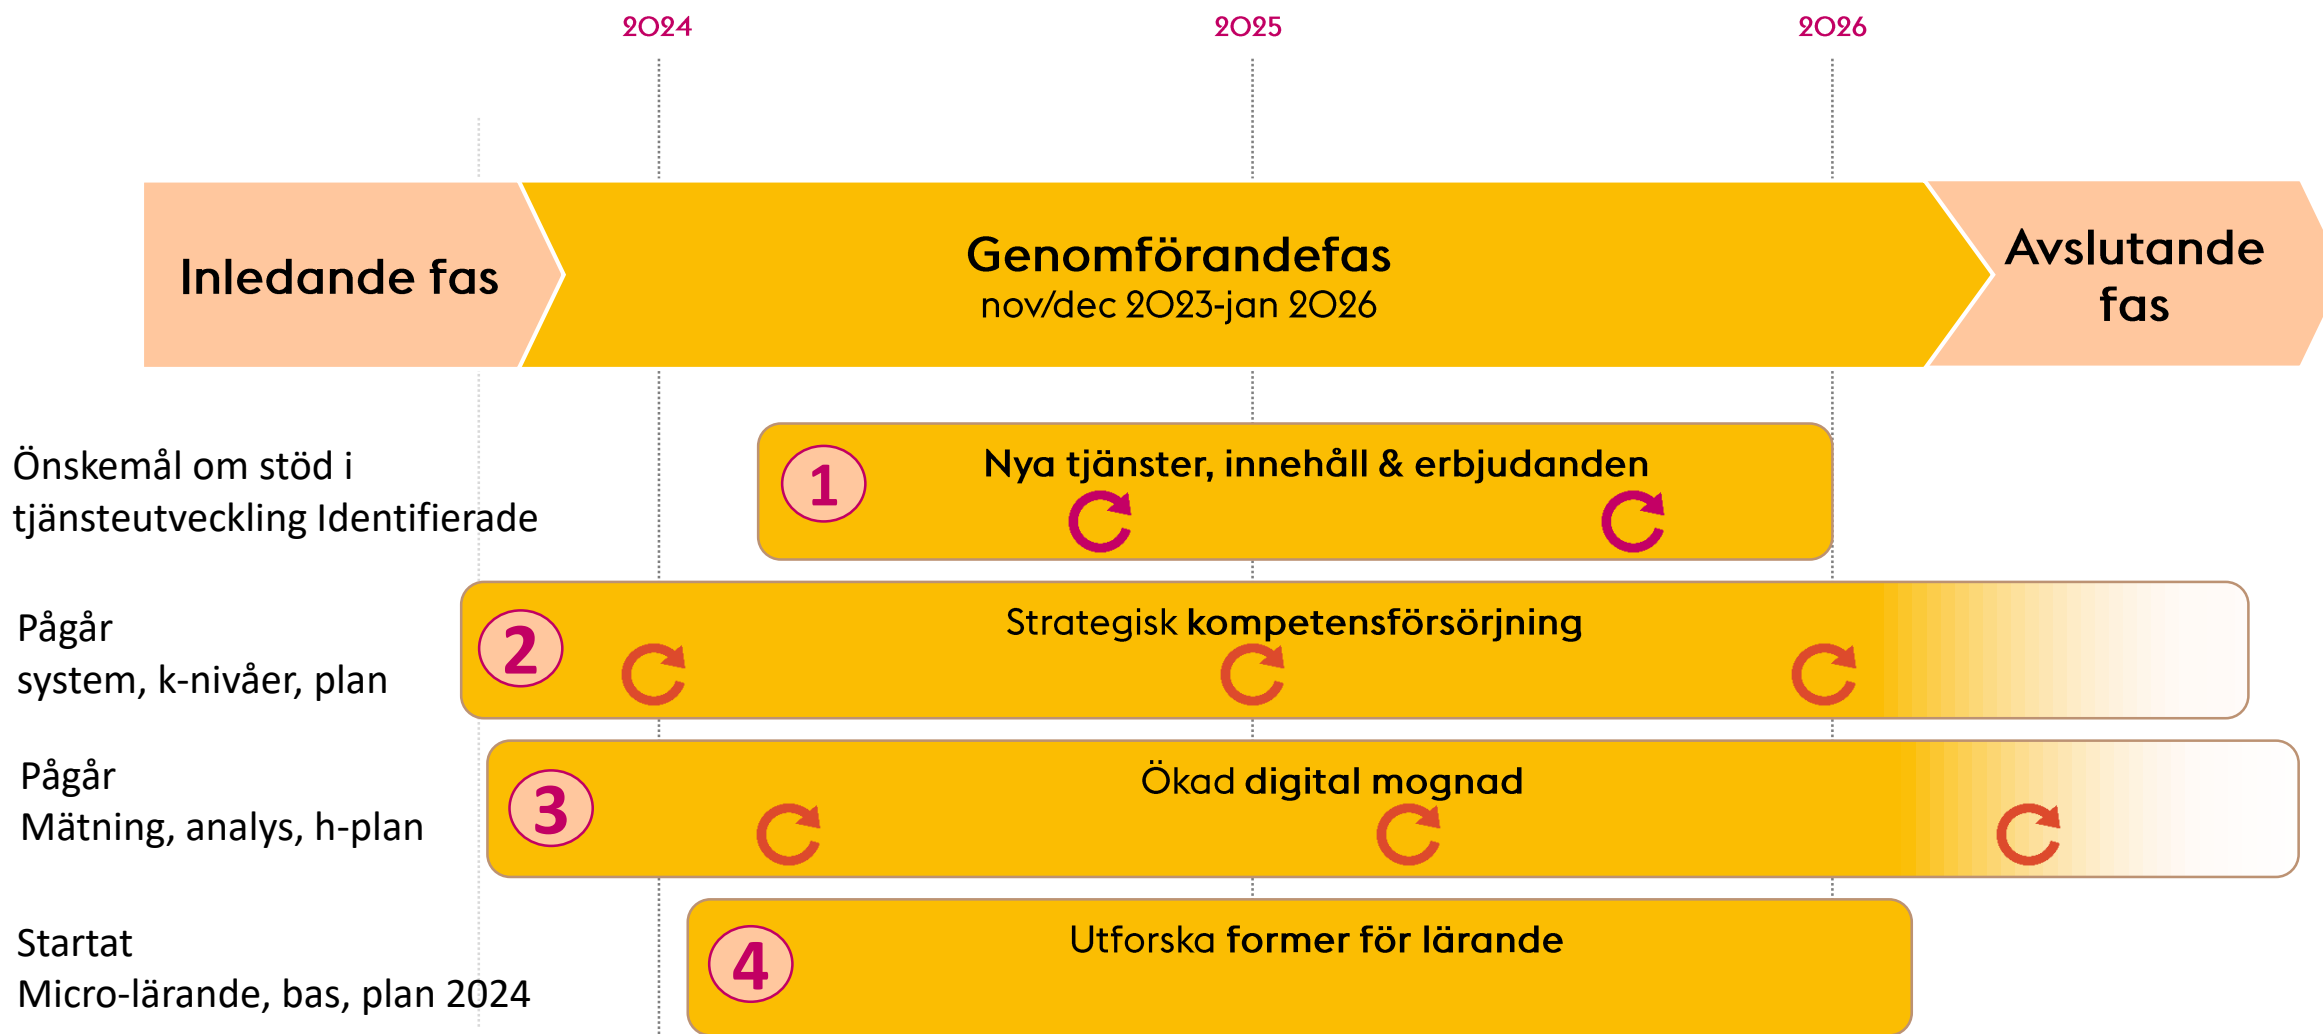 2024
2025
2026
Inledande fas
Genomförandefas
nov/dec 2023-jan 2026
Avslutande
fas
Önskemål om stöd i
tjänsteutveckling Identifierade
1
Nya tjänster, innehåll & erbjudanden
Pågår
system, k-nivåer, plan
2
Strategisk kompetensförsörjning
Pågår
Mätning, analys, h-plan
3
Ökad digital mognad
Startat
Micro-lärande, bas, plan 2024
4
Utforska former för lärande